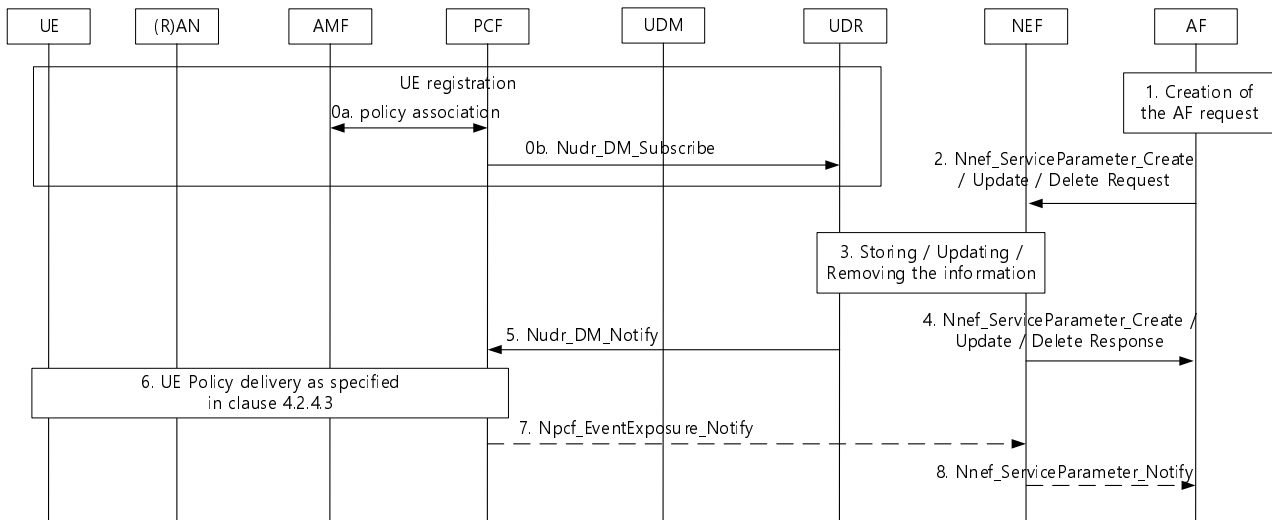 UE
(R)AN
AMF
PCF
UDM
UDR
NEF
AF
UE registration
0a. policy association
0b. Nudr_DM_Subscribe
1. Creation of
the AF request
2. Nnef_ServiceParameter_Create
/ Update / Delete Request
3. Storing / Updating /
Removing the information
4. Nnef_ServiceParameter_Create /
Update / Delete Response
5. Nudr_DM_Notify
6. UE Policy delivery as specified
in clause 4.2.4.3
7. Npcf_EventExposure_Notify
8. Nnef_ServiceParameter_Notify